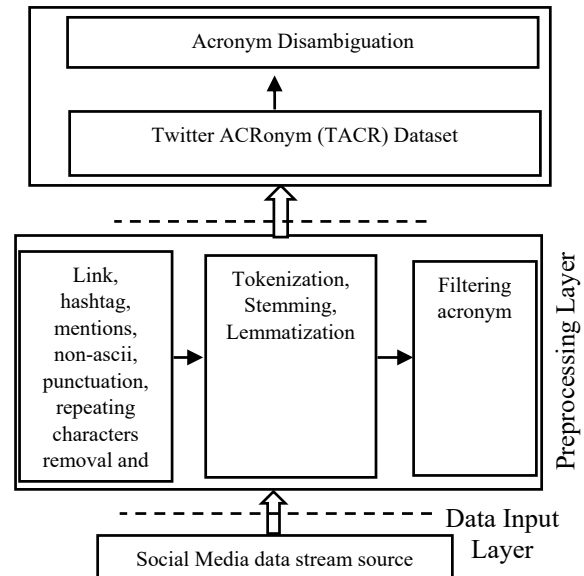 Acronym Disambiguation
Twitter ACRonym (TACR) Dataset
Link,
hashtag,
mentions,
non-ascii,
punctuation,
repeating
characters
removal and
Tokenization,
Stemming,
Lemmatization
Filtering
acronym
Preprocessing Layer
Data Input
Layer
Social Media data stream source